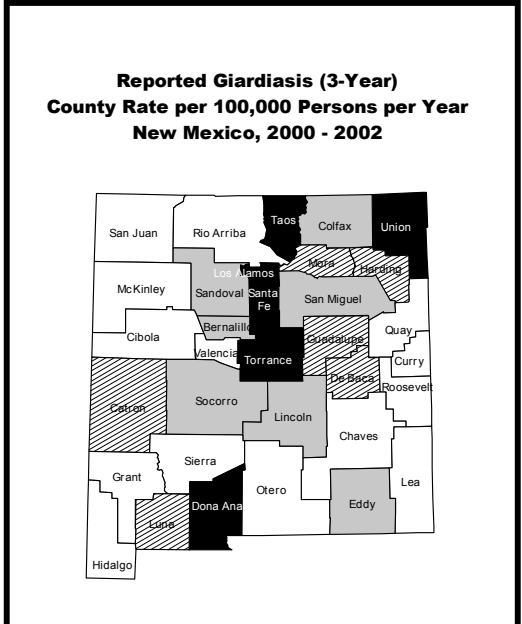 Reported Giardiasis (3-Year)
County Rate per 100,000 Persons per Year
New Mexico, 2000 - 2002
San Juan
Rio Arriba
Taos
Colfax
Union
Mora
Harding
Los Alamos
McKinley
Sandoval
Santa
Fe
San Miguel
Bernalillo
Guadalupe
Quay
Cibola
Valencia
Torrance
Curry
De Baca
Roosevelt
Catron
Socorro
Lincoln
Chaves
Sierra
Grant
Otero
Lea
Luna
Dona Ana
Eddy
Hidalgo